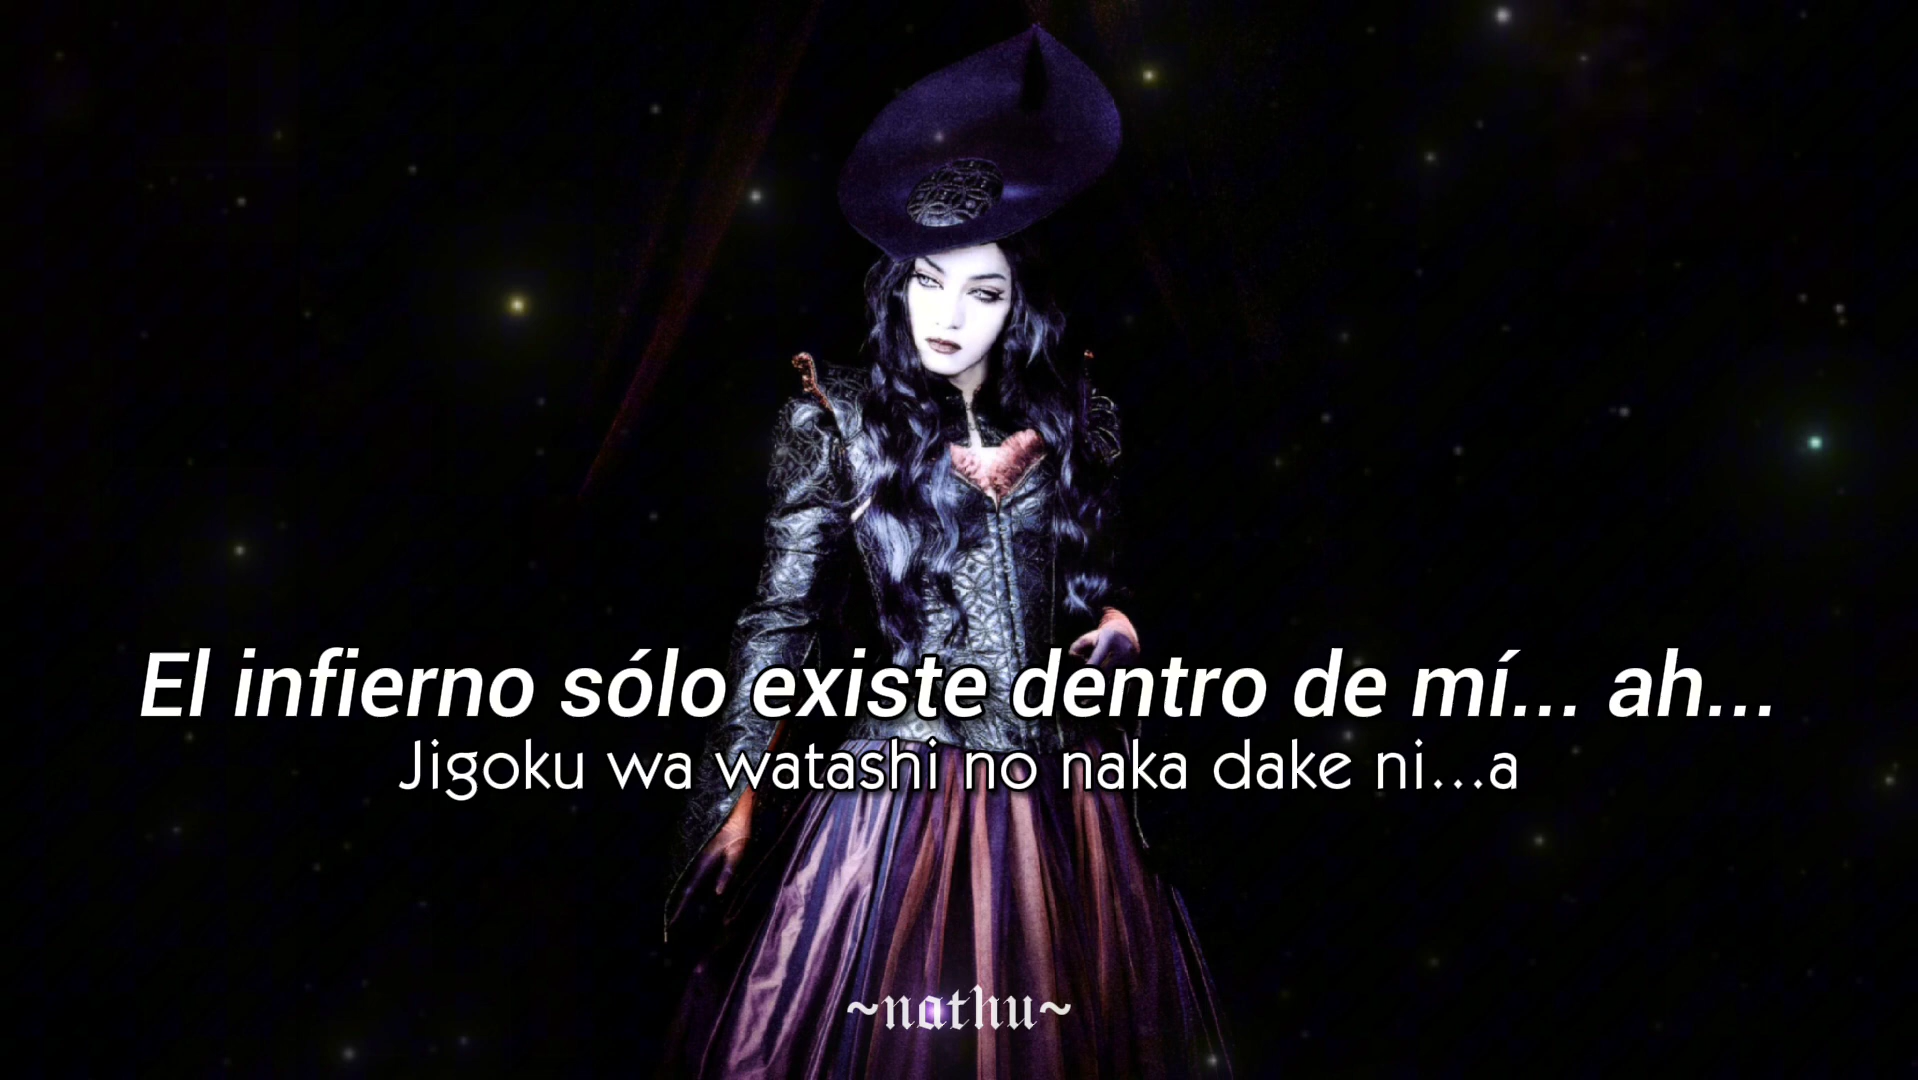 El infierno sólo existe dentro de mí... ah...
Jigoku wa watashi no naka dake ni...a
~nathu~